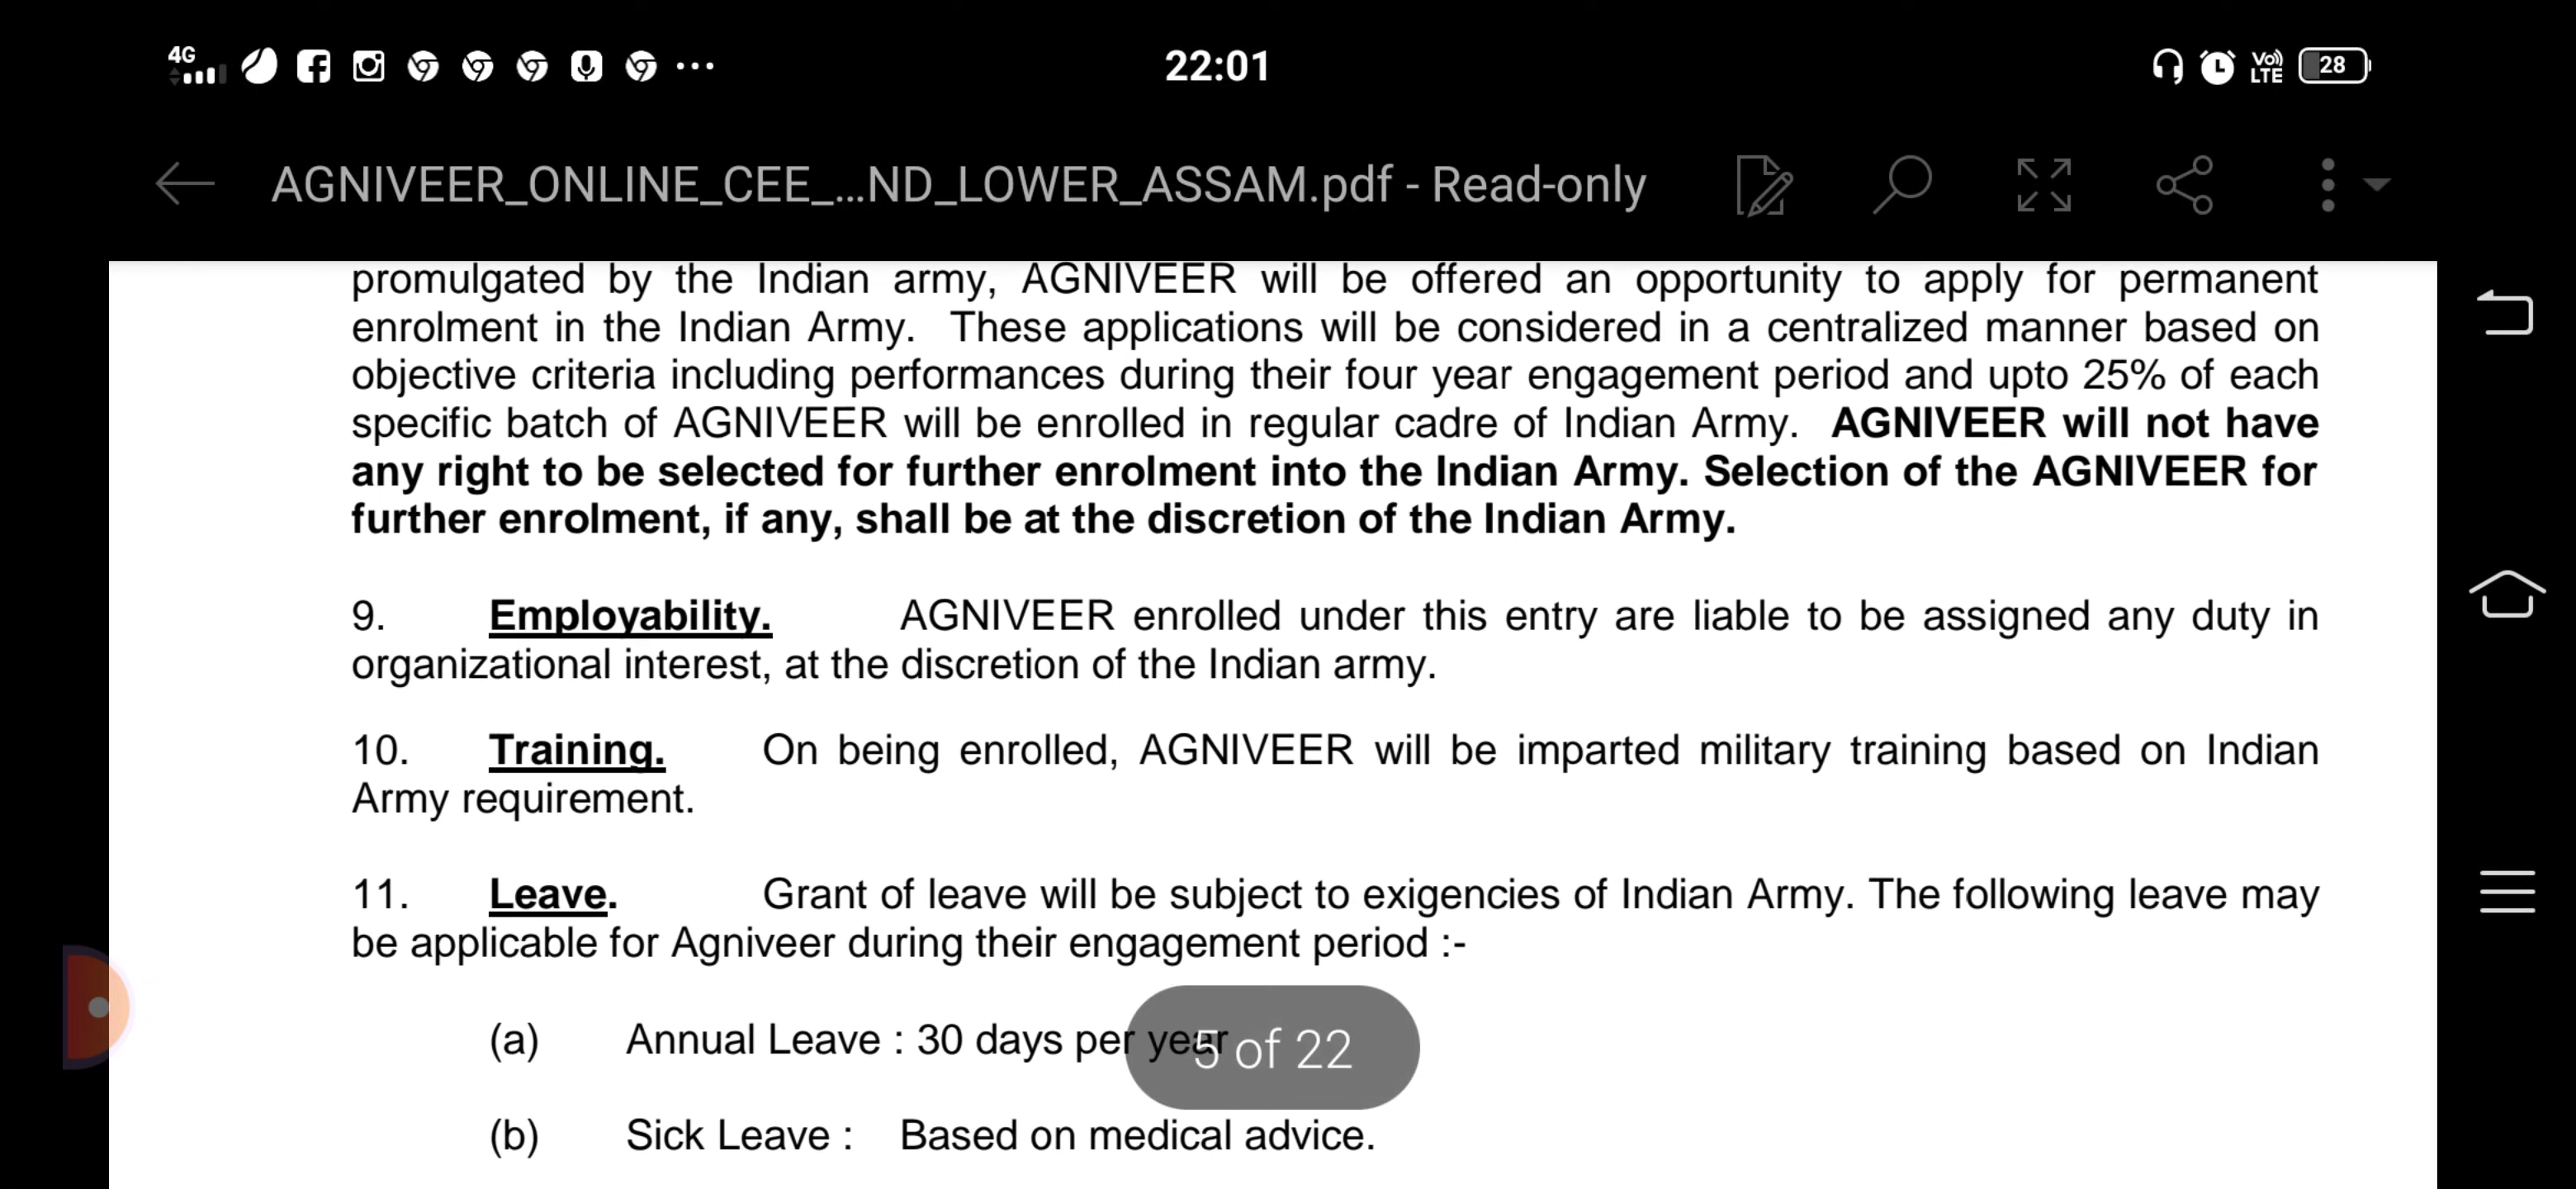 4G 22:01 Vo)) LTE 28
AGNIVEER_ONLINE_CEE_...ND_LOWER_ASSAM.pdf - Read-only
promulgated by the Indian army, AGNIVEER will be offered an opportunity to apply for permanent
enrolment in the Indian Army. These applications will be considered in a centralized manner based on
objective criteria including performances during their four year engagement period and upto 25% of each
specific batch of AGNIVEER will be enrolled in regular cadre of Indian Army. AGNIVEER will not have
any right to be selected for further enrolment into the Indian Army. Selection of the AGNIVEER for
further enrolment, if any, shall be at the discretion of the Indian Army.
9. Employability. AGNIVEER enrolled under this entry are liable to be assigned any duty in
organizational interest, at the discretion of the Indian army.
10. Training. On being enrolled, AGNIVEER will be imparted military training based on Indian
Army requirement.
11. Leave. Grant of leave will be subject to exigencies of Indian Army. The following leave may
be applicable for Agniveer during their engagement period :-
(a) Annual Leave : 30 days per year
5 of 22
(b) Sick Leave : Based on medical advice.